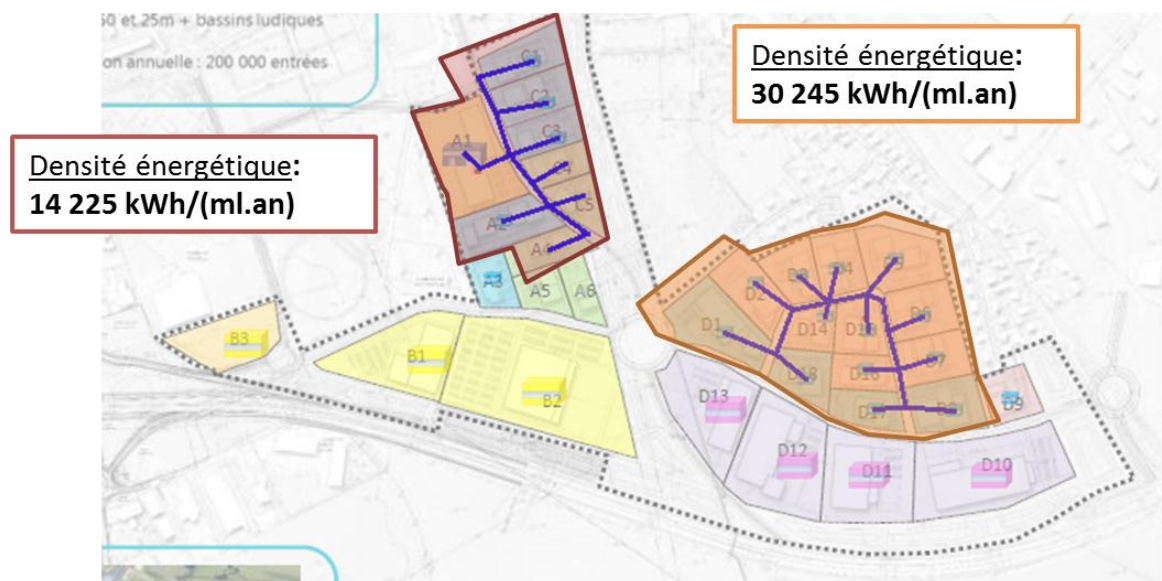 50 et 25m + bassins ludiques
on annuelle : 200 000 entrées
Densité énergétique:
30 245 kWh/(ml.an)
Densité énergétique:
14 225 kWh/(ml.an)
C1
C2
A1
C3
C4
A2
C5
A4
A3
A5
A6
D3
D4
D5
D2
D1
D14
D15
D6
B3
B1
D18
D16
D7
B2
D13
D17
D8
D9
D12
D11
D10